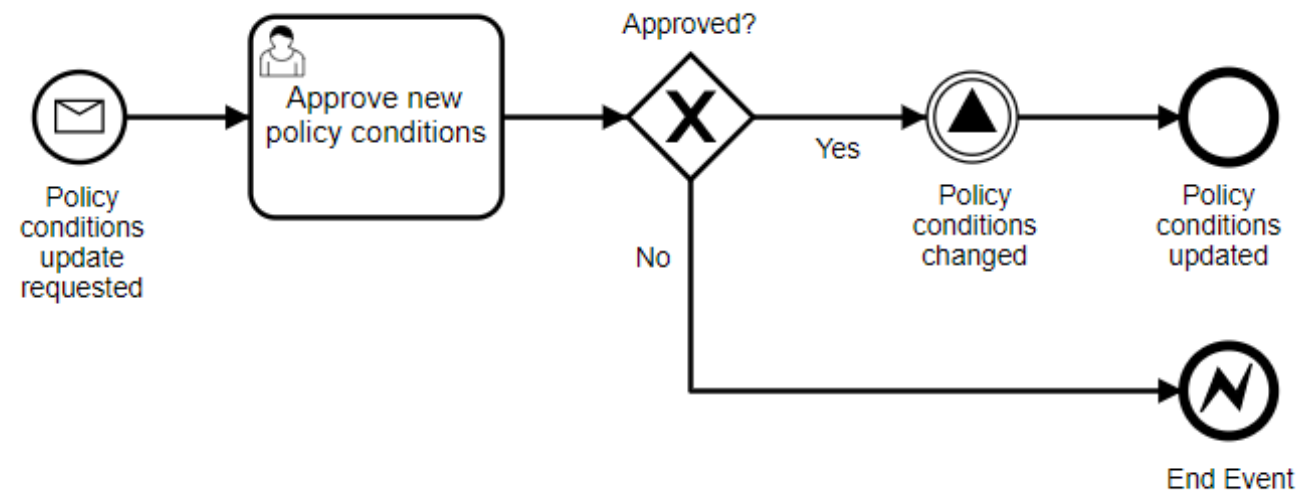 Approved?
Approve new
policy conditions
Yes
Policy
conditions
update
requested
Policy
conditions
changed
Policy
conditions
updated
No
End Event